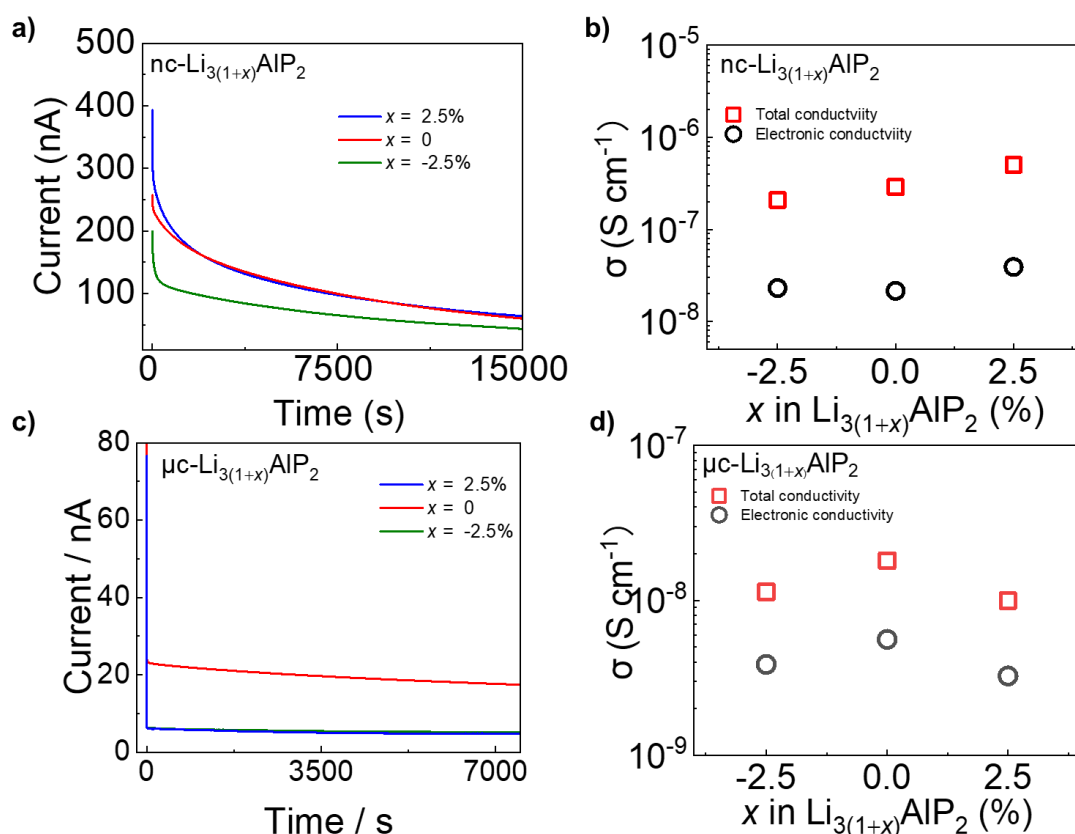 a)
500
400
300
200
100
Current (nA)
nc-Li3(1+x)AlP2
x = 2.5%
x = 0
x = -2.5%
0 7500 15000
Time (s)
b)
10-5
10-6
10-7
10-8
σ (S cm-1)
nc-Li3(1+x)AlP2
Total conductviity
Electronic conductviity
-2.5 0.0 2.5
x in Li3(1+x)AlP2 (%)
c)
80
60
40
20
0
Current / nA
μc-Li3(1+x)AlP2
x = 2.5%
x = 0
x = -2.5%
0 3500 7000
Time / s
d)
10-7
10-8
10-9
σ (S cm-1)
μc-Li3(1+x)AlP2
Total conductivity
Electronic conductivity
-2.5 0.0 2.5
x in Li3(1+x)AlP2 (%)